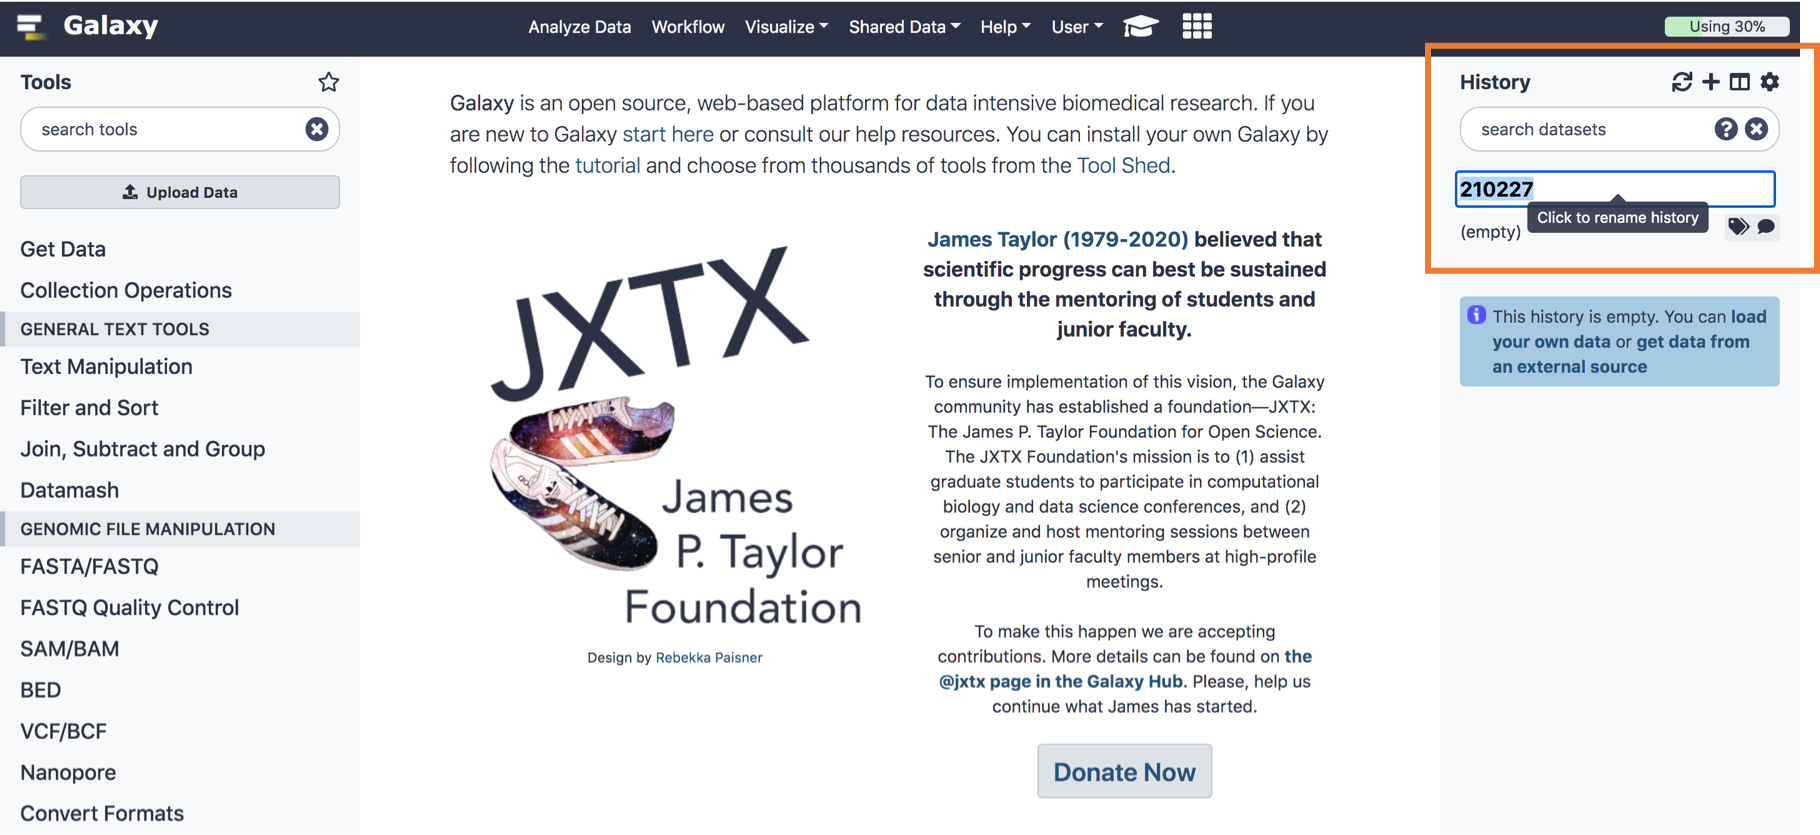 Galaxy
Analyze Data Workflow Visualize Shared Data Help User
Using 30%
Tools
search tools
Upload Data
Get Data
Collection Operations
GENERAL TEXT TOOLS
Text Manipulation
Filter and Sort
Join, Subtract and Group
Datamash
GENOMIC FILE MANIPULATION
FASTA/FASTQ
FASTQ Quality Control
SAM/BAM
BED
VCF/BCF
Nanopore
Convert Formats
Galaxy is an open source, web-based platform for data intensive biomedical research. If you
are new to Galaxy start here or consult our help resources. You can install your own Galaxy by
following the tutorial and choose from thousands of tools from the Tool Shed.
JXTX
James
P. Taylor
Foundation
Design by Rebekka Paisner
James Taylor (1979-2020) believed that
scientific progress can best be sustained
through the mentoring of students and
junior faculty.
To ensure implementation of this vision, the Galaxy
community has established a foundation—JXTX:
The James P. Taylor Foundation for Open Science.
The JXTX Foundation's mission is to (1) assist
graduate students to participate in computational
biology and data science conferences, and (2)
organize and host mentoring sessions between
senior and junior faculty members at high-profile
meetings.
To make this happen we are accepting
contributions. More details can be found on the
@jxtx page in the Galaxy Hub. Please, help us
continue what James has started.
Donate Now
History
search datasets
210227
Click to rename history
(empty)
This history is empty. You can load
your own data or get data from
an external source